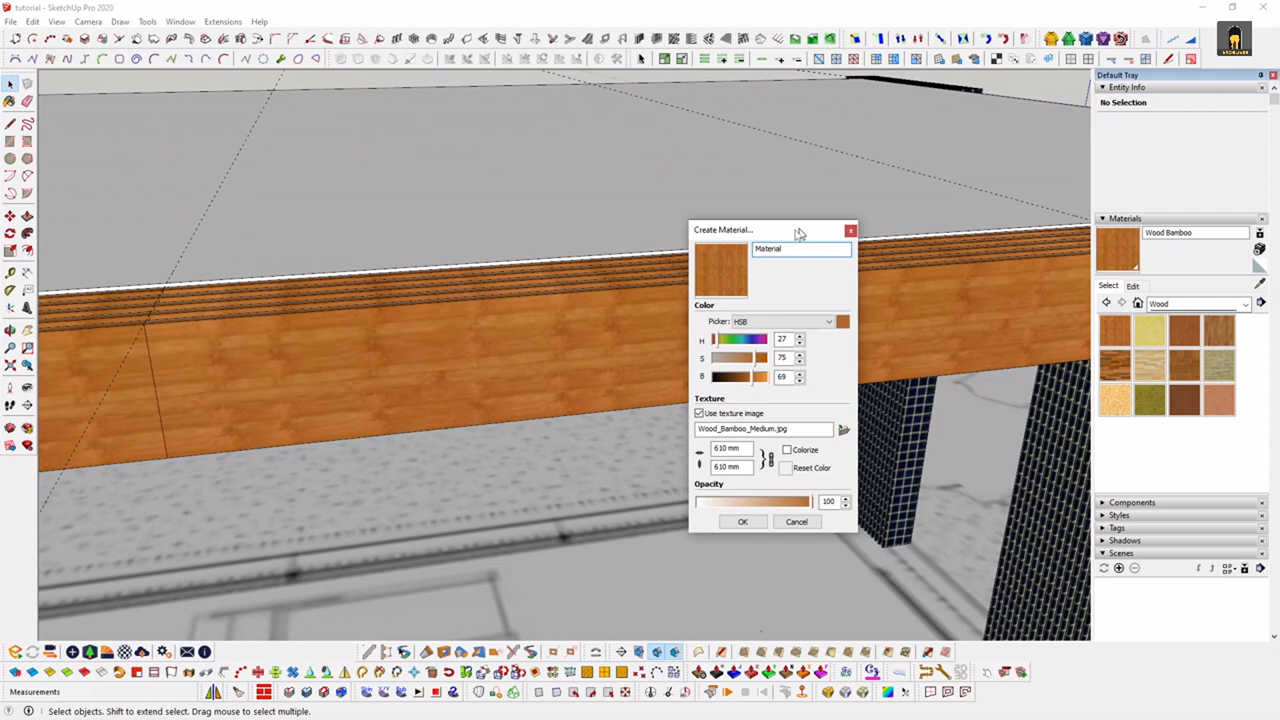 tutorial - SketchUp Pro 2020
File Edit View Camera Draw Tools Window Extensions Help
Default Tray
Entity Info
No Selection
Materials
Wood Bamboo
Select Edit
Wood
Components
Styles
Tags
Shadows
Scenes
Create Material...
Material
Color
Picker: HSB
H 27
S 75
B 69
Texture
Use texture image
Wood_Bamboo_Medium.jpg
610 mm Colorize
610 mm Reset Color
Opacity
100
OK Cancel
Measurements
Select objects. Shift to extend select. Drag mouse to select multiple.